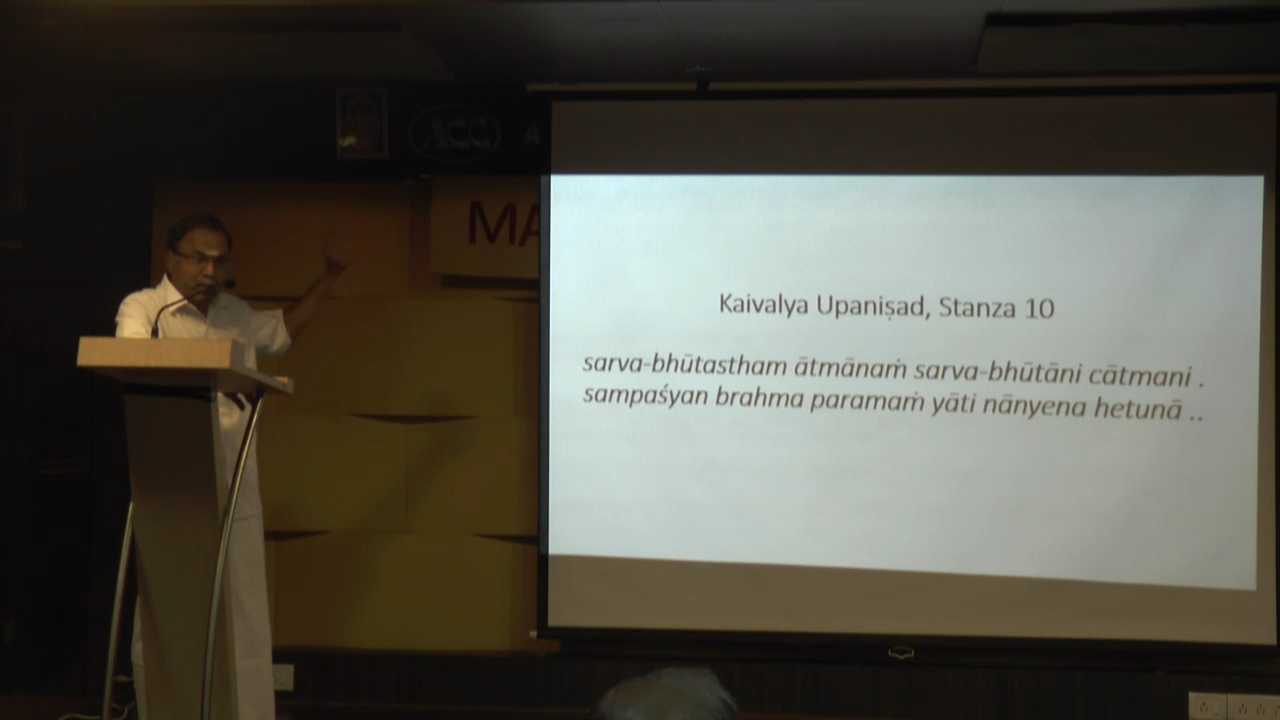 ACC
A
MA
Kaivalya Upaniṣad, Stanza 10
sarva-bhūtastham ātmānaṁ sarva-bhūtāni cātmani .
sampaśyan brahma paramaṁ yāti nānyena hetunā ..